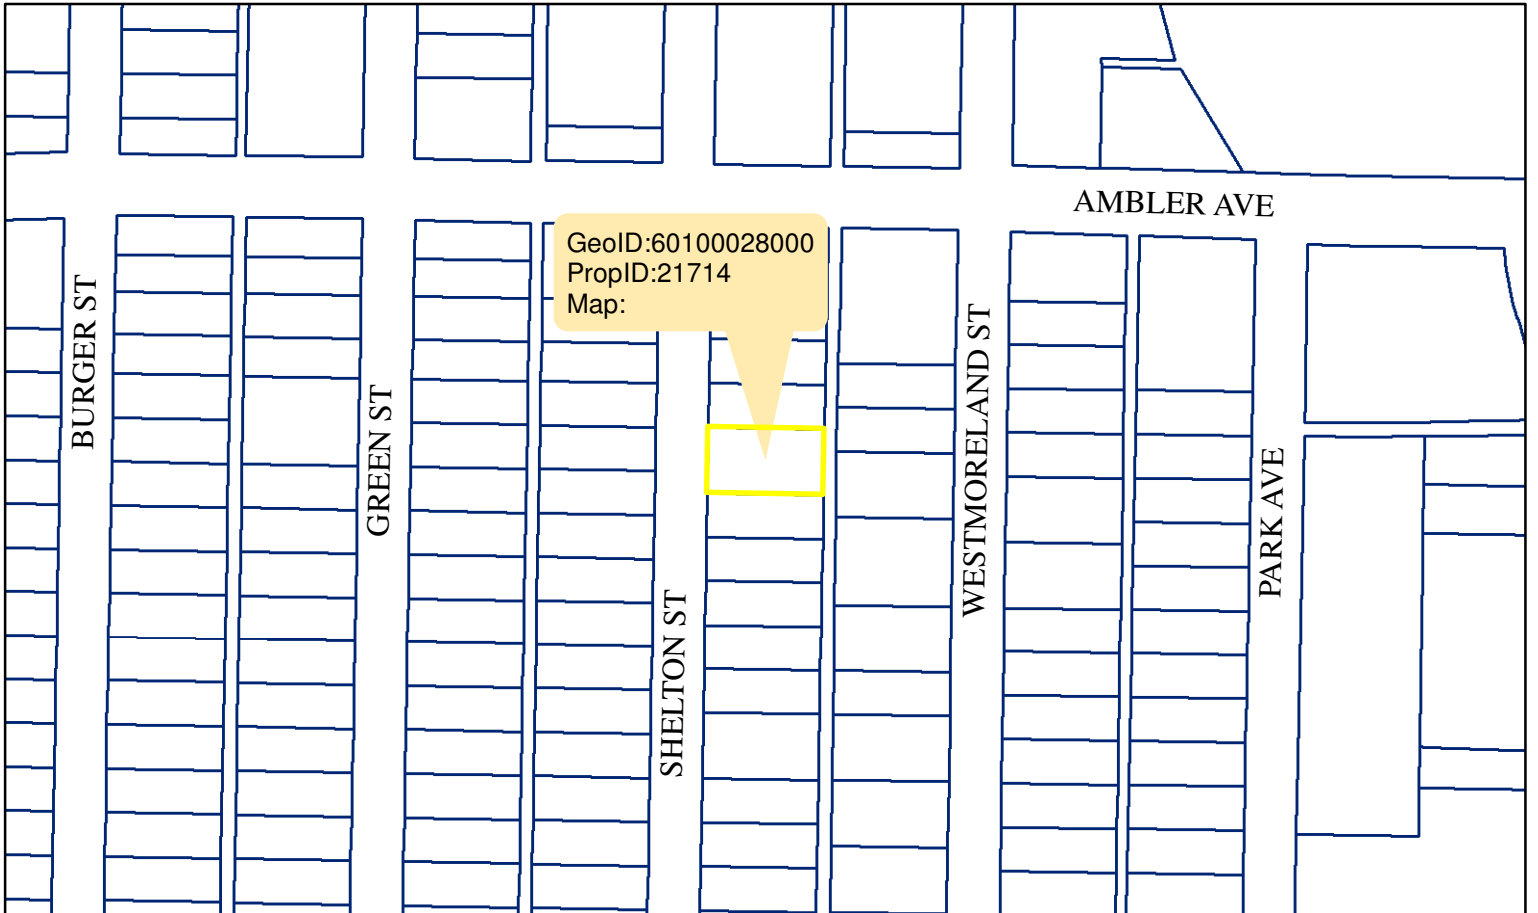 AMBLER AVE
GeoID:60100028000
PropID:21714
Map:
BURGER ST
GREEN ST
SHELTON ST
WESTMORELAND ST
PARK AVE